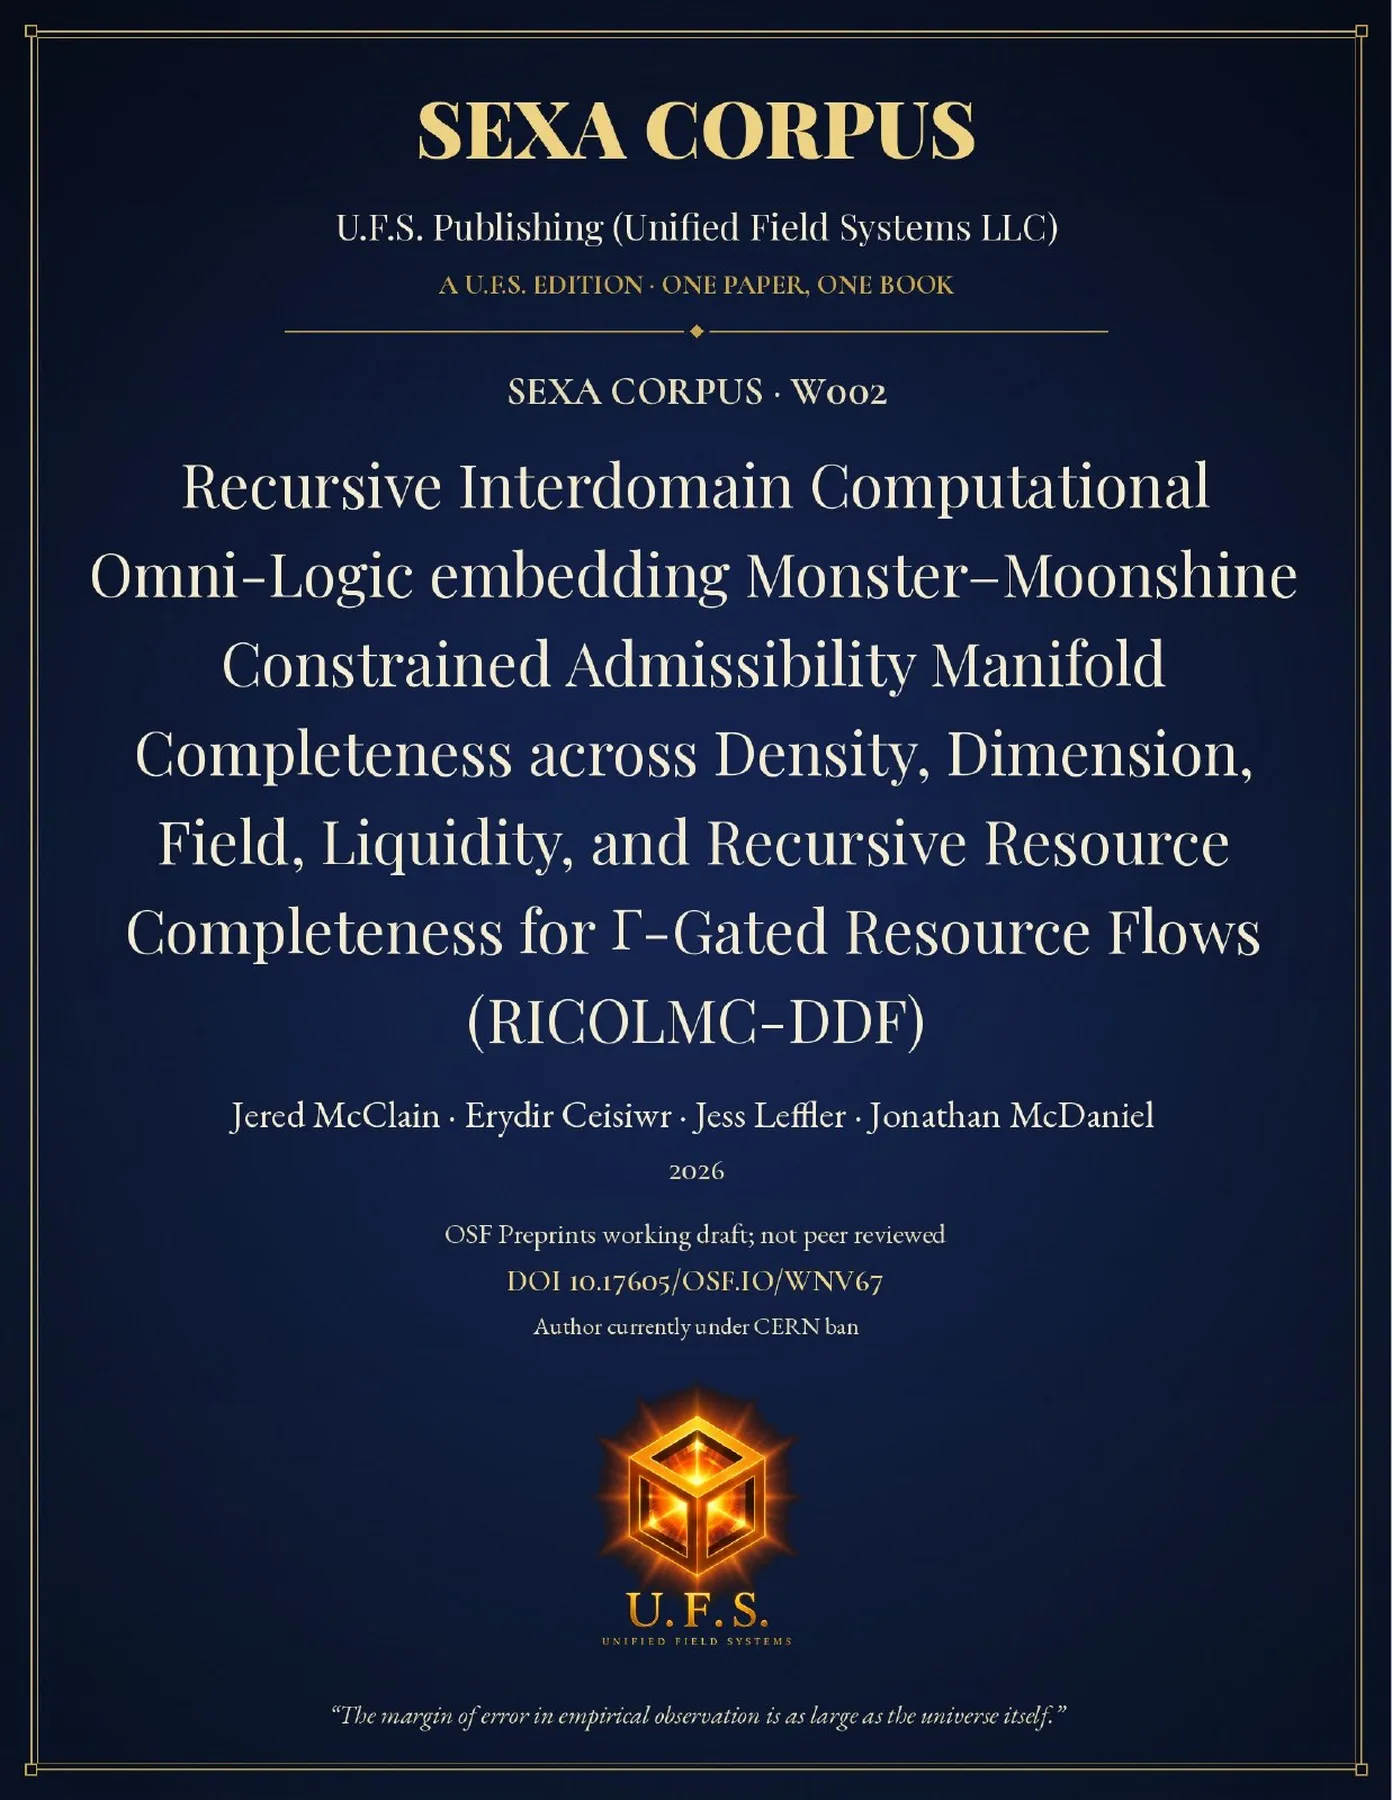 SEXA CORPUS
U.F.S. Publishing (Unified Field Systems LLC)
A U.F.S. EDITION · ONE PAPER, ONE BOOK
SEXA CORPUS · W002
Recursive Interdomain Computational
Omni-Logic embedding Monster–Moonshine
Constrained Admissibility Manifold
Completeness across Density, Dimension,
Field, Liquidity, and Recursive Resource
Completeness for Γ-Gated Resource Flows
(RICOLMC-DDF)
Jered McClain · Erydir Ceisiwr · Jess Leffler · Jonathan McDaniel
2026
OSF Preprints working draft; not peer reviewed
DOI 10.17605/OSF.IO/WNV67
Author currently under CERN ban
U.F.S.
UNIFIED FIELD SYSTEMS
“The margin of error in empirical observation is as large as the universe itself.”